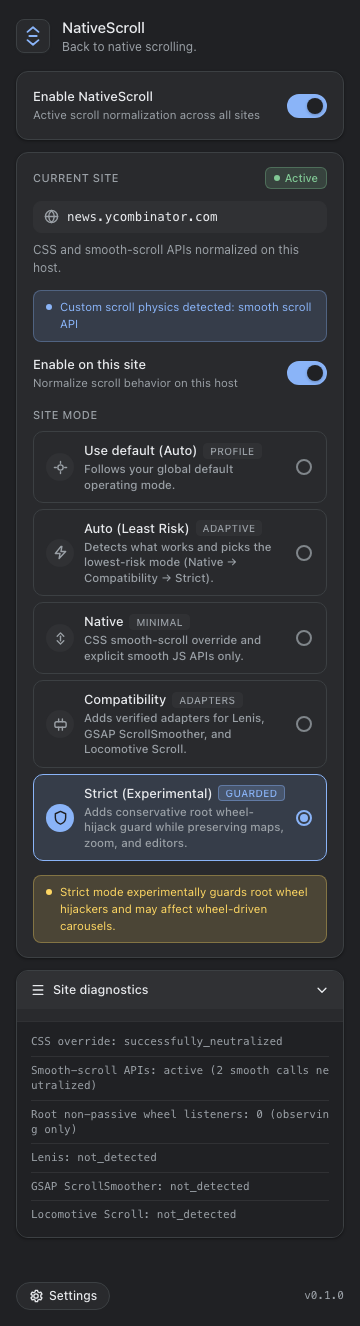 NativeScroll
Back to native scrolling.
Enable NativeScroll
Active scroll normalization across all sites
CURRENT SITE
Active
news.ycombinator.com
CSS and smooth-scroll APIs normalized on this
host.
Custom scroll physics detected: smooth scroll
API
Enable on this site
Normalize scroll behavior on this host
SITE MODE
Use default (Auto) PROFILE
Follows your global default
operating mode.
Auto (Least Risk) ADAPTIVE
Detects what works and picks the
lowest-risk mode (Native →
Compatibility → Strict).
Native MINIMAL
CSS smooth-scroll override and
explicit smooth JS APIs only.
Compatibility ADAPTERS
Adds verified adapters for Lenis,
GSAP ScrollSmoother, and
Locomotive Scroll.
Strict (Experimental) GUARDED
Adds conservative root wheel-
hijack guard while preserving maps,
zoom, and editors.
Strict mode experimentally guards root wheel
hijackers and may affect wheel-driven
carousels.
Site diagnostics
CSS override: successfully_neutralized
Smooth-scroll APIs: active (2 smooth calls ne
utralized)
Root non-passive wheel listeners: 0 (observin
g only)
Lenis: not_detected
GSAP ScrollSmoother: not_detected
Locomotive Scroll: not_detected
Settings
v0.1.0